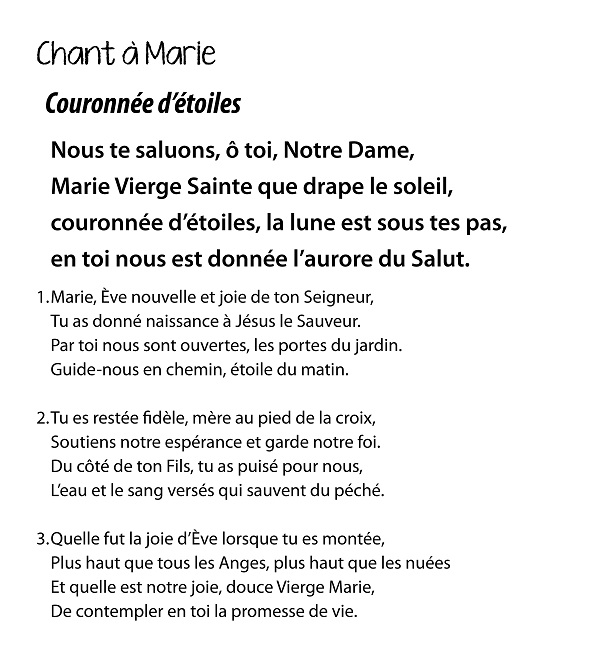 Chant à Marie
Couronnée d'étoiles
Nous te saluons, ô toi, Notre Dame,
Marie Vierge Sainte que drape le soleil,
couronnée d'étoiles, la lune est sous tes pas,
en toi nous est donnée l'aurore du Salut.
1.Marie, Ève nouvelle et joie de ton Seigneur,
Tu as donné naissance à Jésus le Sauveur.
Par toi nous sont ouvertes, les portes du jardin.
Guide-nous en chemin, étoile du matin.
2.Tu es restée fidèle, mère au pied de la croix,
Soutiens notre espérance et garde notre foi.
Du côté de ton Fils, tu as puisé pour nous,
L'eau et le sang versés qui sauvent du péché.
3.Quelle fut la joie d'Ève lorsque tu es montée,
Plus haut que tous les Anges, plus haut que les nuées
Et quelle est notre joie, douce Vierge Marie,
De contempler en toi la promesse de vie.